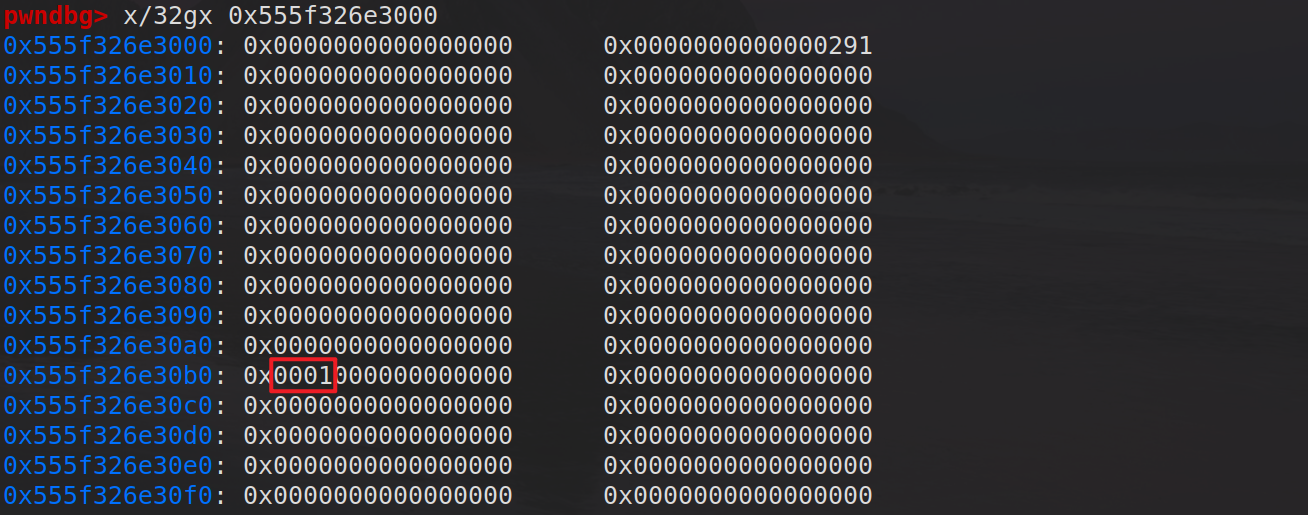 pwndbg> x/32gx 0x555f326e3000
0x555f326e3000: 0x0000000000000000 0x0000000000000291
0x555f326e3010: 0x0000000000000000 0x0000000000000000
0x555f326e3020: 0x0000000000000000 0x0000000000000000
0x555f326e3030: 0x0000000000000000 0x0000000000000000
0x555f326e3040: 0x0000000000000000 0x0000000000000000
0x555f326e3050: 0x0000000000000000 0x0000000000000000
0x555f326e3060: 0x0000000000000000 0x0000000000000000
0x555f326e3070: 0x0000000000000000 0x0000000000000000
0x555f326e3080: 0x0000000000000000 0x0000000000000000
0x555f326e3090: 0x0000000000000000 0x0000000000000000
0x555f326e30a0: 0x0000000000000000 0x0000000000000000
0x555f326e30b0: 0x0001000000000000 0x0000000000000000
0x555f326e30c0: 0x0000000000000000 0x0000000000000000
0x555f326e30d0: 0x0000000000000000 0x0000000000000000
0x555f326e30e0: 0x0000000000000000 0x0000000000000000
0x555f326e30f0: 0x0000000000000000 0x0000000000000000